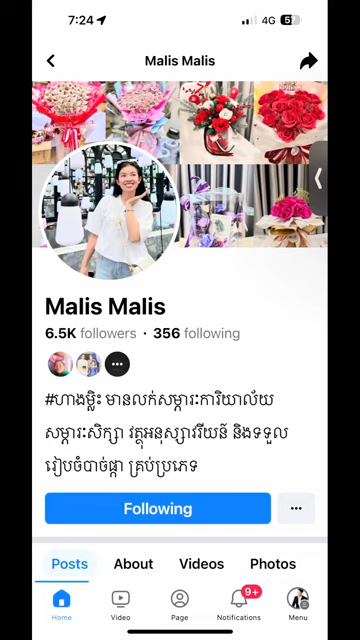 7:24
4G
57
Malis Malis
Malis Malis
6.5K followers · 356 following
#ហាងម្លិះ មានលក់សម្ភារៈការិយាល័យ
សម្ភារៈសិក្សា វត្ថុអនុស្សាវរីយន៍ និងទទួល
រៀបចំបាច់ផ្កា គ្រប់ប្រភេទ
Following
Posts About Videos Photos
9+
Home Video Page Notifications Menu